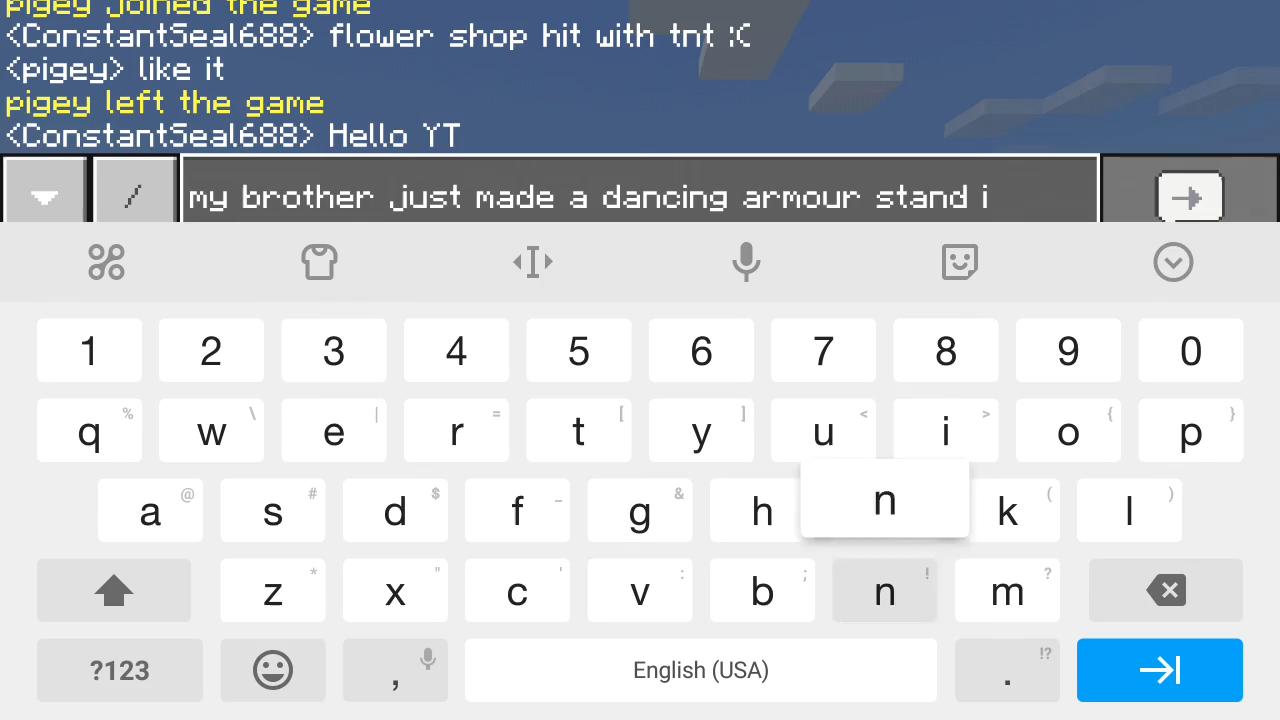 pigey joined the game
<ConstantSeal688> flower shop hit with tnt :C
<pigey> like it
pigey left the game
<ConstantSeal688> Hello YT
/ my brother just made a dancing armour stand i
1 2 3 4 5 6 7 8 9 0
q % w \ e | r = t [ y ] u < i > o { p }
a @ s # d $ f _ g & h n k ( l )
z * x " c ' v : b ; n ! m ?
?123 , English (USA) . !?